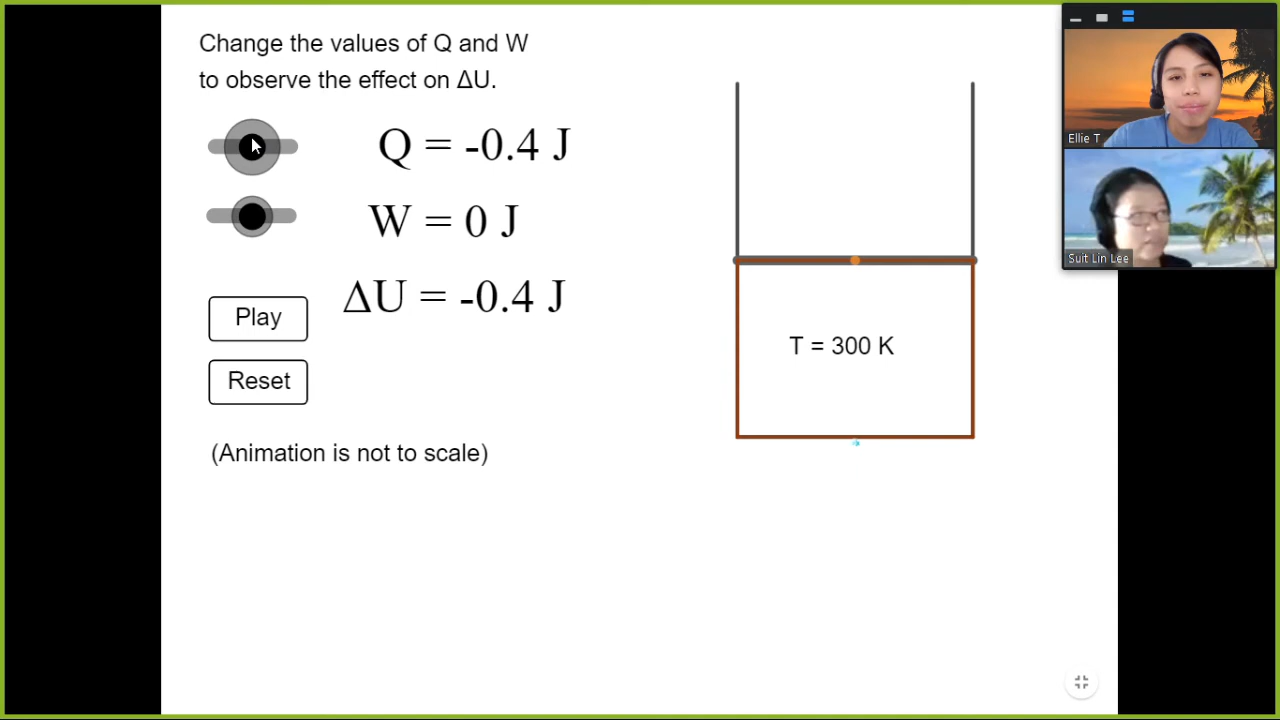 Change the values of Q and W
to observe the effect on ΔU.
Q = -0.4 J
W = 0 J
ΔU = -0.4 J
Play
Reset
(Animation is not to scale)
T = 300 K
Ellie T
Suit Lin Lee